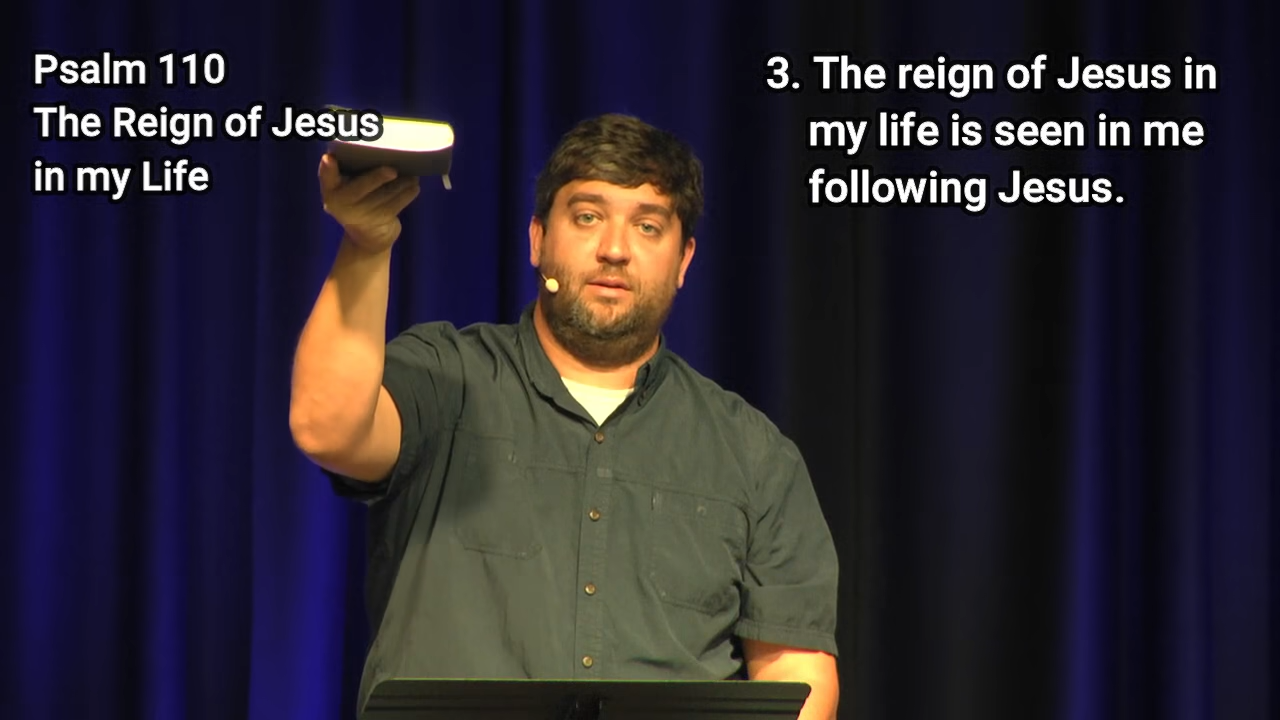 Psalm 110
The Reign of Jesus
in my Life
3. The reign of Jesus in
my life is seen in me
following Jesus.